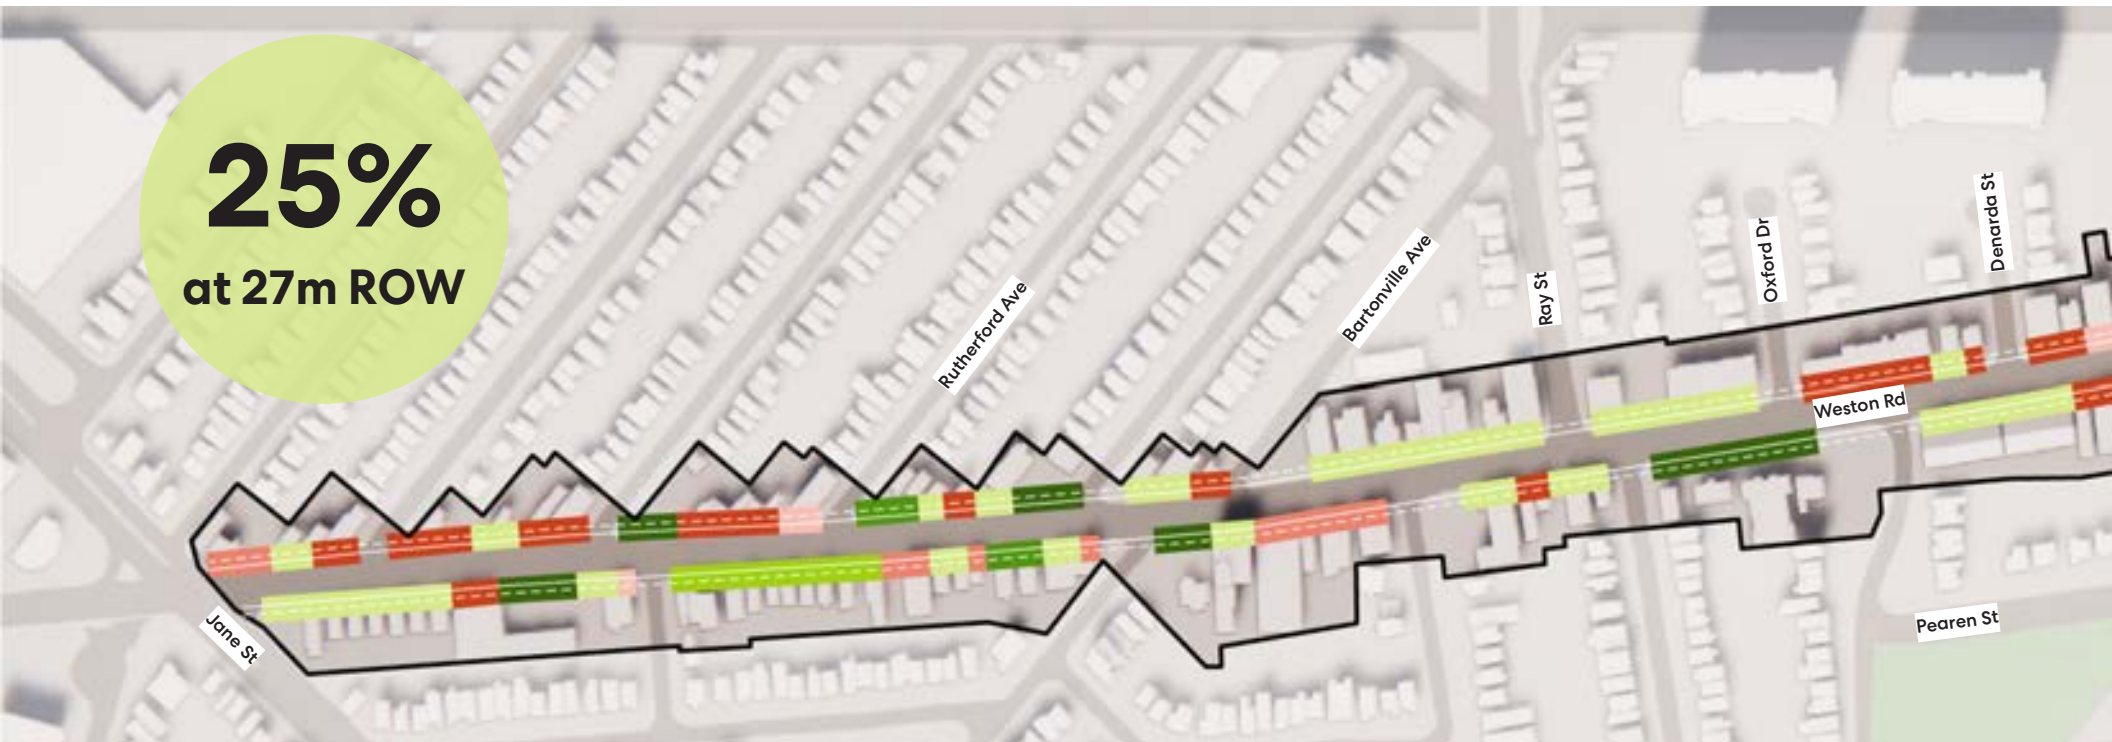 25%
at 27m ROW
Rutherford Ave
Bartonville Ave
Ray St
Oxford Dr
Denarda St
Weston Rd
Jane St
Pearen St